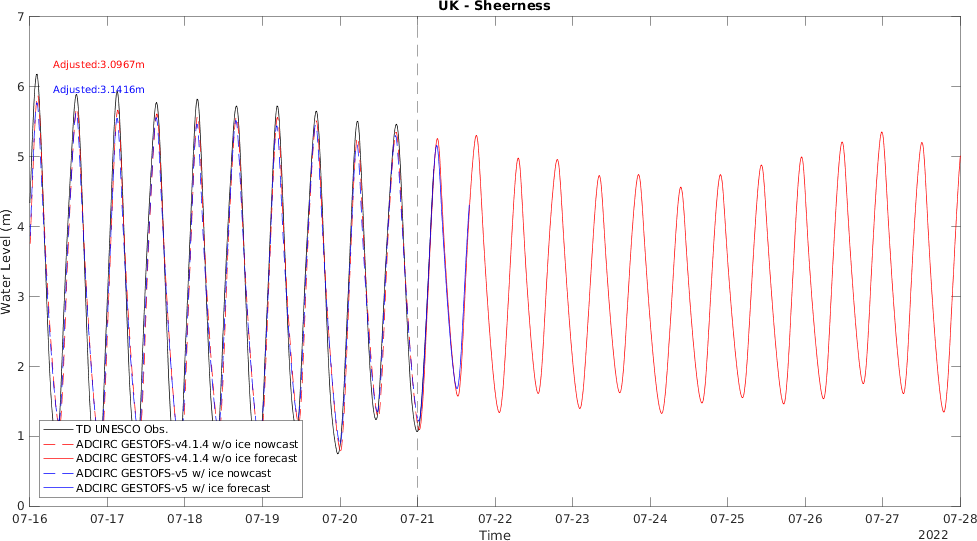 UK - Sheerness
7
6
5
4
3
2
1
0
Water Level (m)
Adjusted:3.0967m
Adjusted:3.1416m
TD UNESCO Obs.
ADCIRC GESTOFS-v4.1.4 w/o ice nowcast
ADCIRC GESTOFS-v4.1.4 w/o ice forecast
ADCIRC GESTOFS-v5 w/ ice nowcast
ADCIRC GESTOFS-v5 w/ ice forecast
07-16 07-17 07-18 07-19 07-20 07-21 07-22 07-23 07-24 07-25 07-26 07-27 07-28
Time
2022